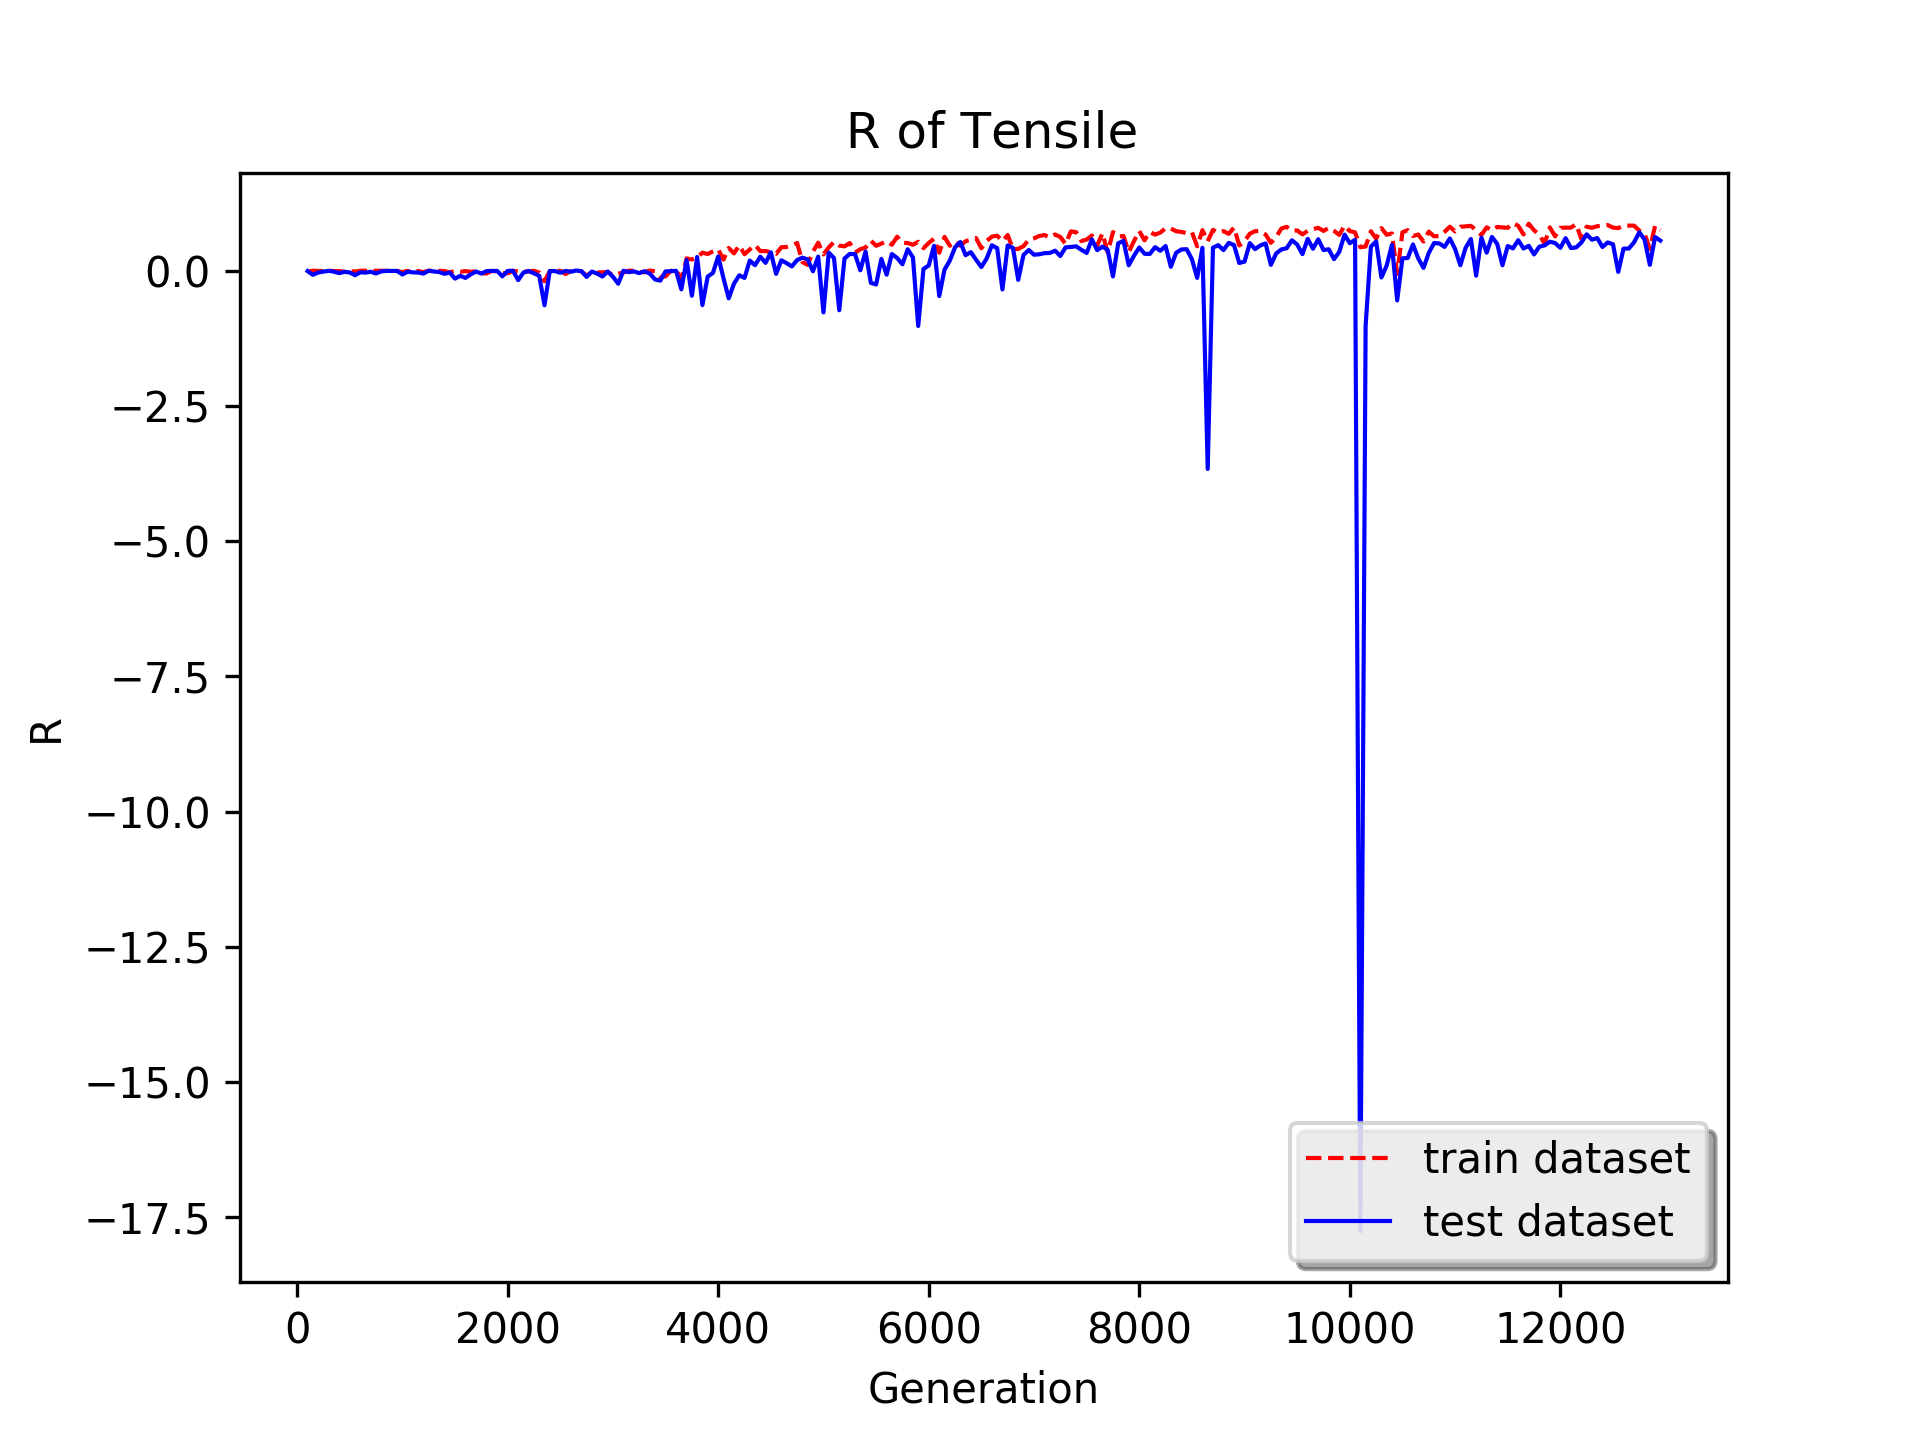 R of Tensile
R
0.0
−2.5
−5.0
−7.5
−10.0
−12.5
−15.0
−17.5
train dataset
test dataset
0 2000 4000 6000 8000 10000 12000
Generation